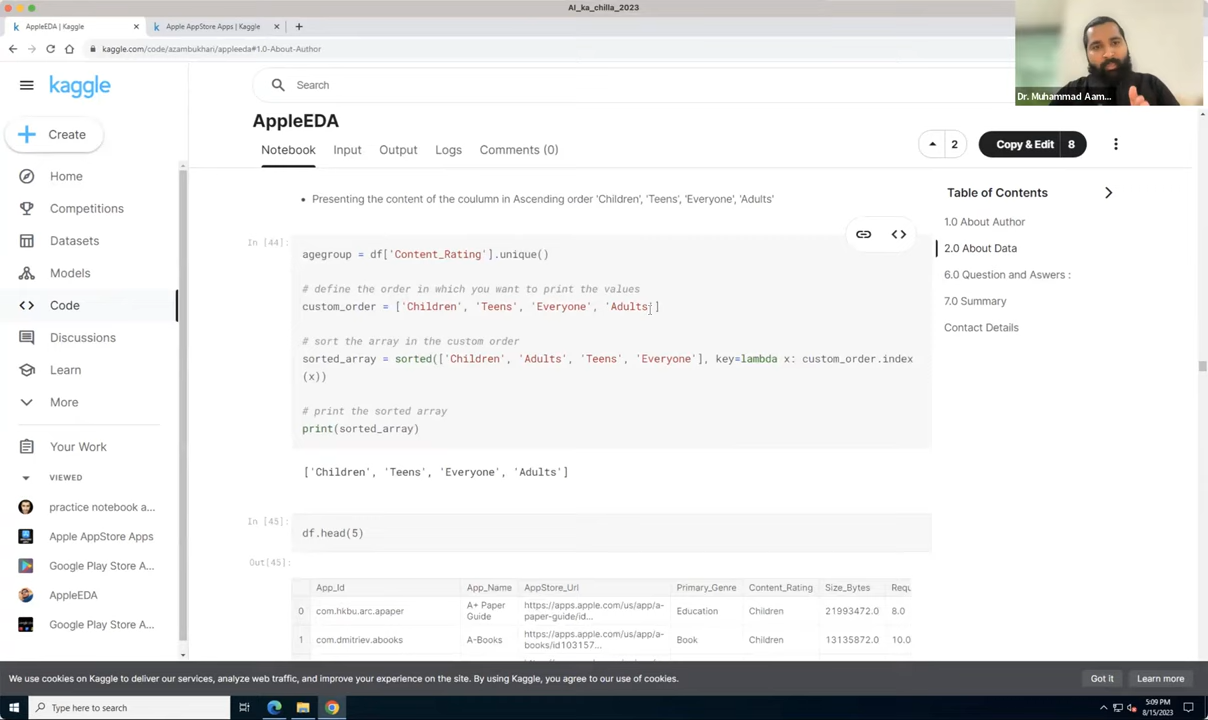 AI_ka_chilla_2023
AppleEDA | Kaggle
Apple AppStore Apps | Kaggle
kaggle.com/code/azambukhari/appleeda#1.0-About-Author
Dr. Muhammad Aam...
kaggle
Search
Create
Home
Competitions
Datasets
Models
Code
Discussions
Learn
More
Your Work
VIEWED
practice notebook a...
Apple AppStore Apps
Google Play Store A...
AppleEDA
Google Play Store A...
AppleEDA
Notebook
Input
Output
Logs
Comments (0)
2
Copy & Edit 8
• Presenting the content of the coulumn in Ascending order 'Children', 'Teens', 'Everyone', 'Adults'
In [44]:
agegroup = df['Content_Rating'].unique()
# define the order in which you want to print the values
custom_order = ['Children', 'Teens', 'Everyone', 'Adults']
# sort the array in the custom order
sorted_array = sorted(['Children', 'Adults', 'Teens', 'Everyone'], key=lambda x: custom_order.index
(x))
# print the sorted array
print(sorted_array)
['Children', 'Teens', 'Everyone', 'Adults']
In [45]:
df.head(5)
Out[45]:
App_Id App_Name AppStore_Url Primary_Genre Content_Rating Size_Bytes Requ
0 com.hkbu.arc.apaper A+ Paper Guide https://apps.apple.com/us/app/a-paper-guide/id... Education Children 21993472.0 8.0
1 com.dmitriev.abooks A-Books https://apps.apple.com/us/app/a-books/id103157... Book Children 13135872.0 10.0
Table of Contents
1.0 About Author
2.0 About Data
6.0 Question and Aswers :
7.0 Summary
Contact Details
We use cookies on Kaggle to deliver our services, analyze web traffic, and improve your experience on the site. By using Kaggle, you agree to our use of cookies.
Got it
Learn more
Type here to search
5:09 PM
8/15/2023